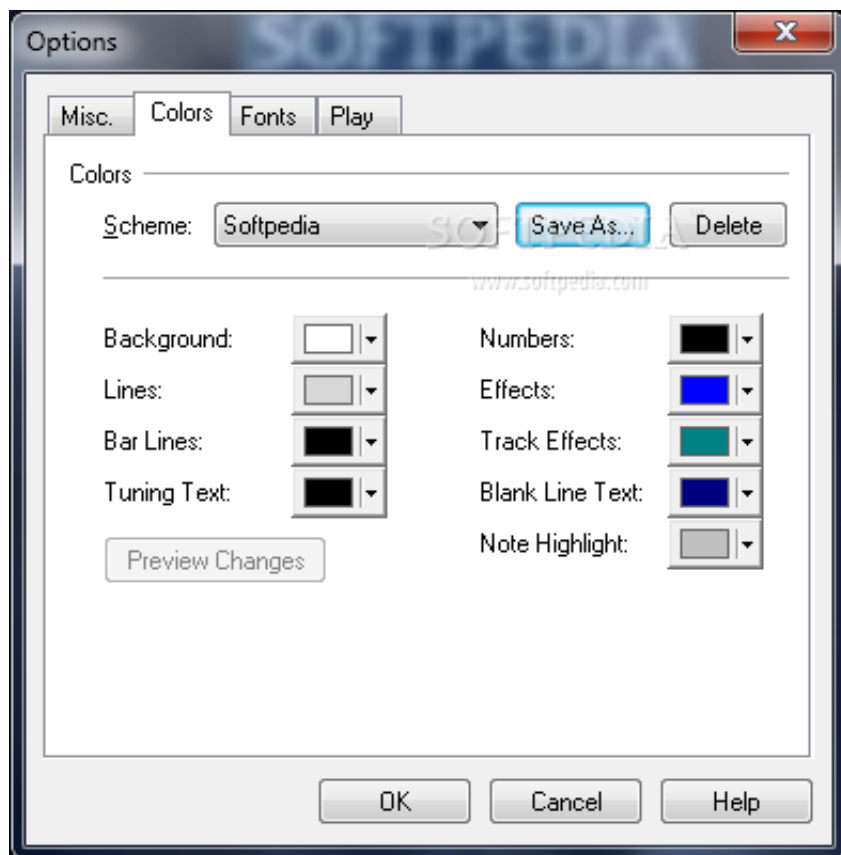 SOFTPEDIA
Options
Misc. Colors Fonts Play
Colors
Scheme: Softpedia Save As... Delete
SOFTPEDIA
www.softpedia.com
Background: Numbers:
Lines: Effects:
Bar Lines: Track Effects:
Tuning Text: Blank Line Text:
Note Highlight:
Preview Changes
OK Cancel Help